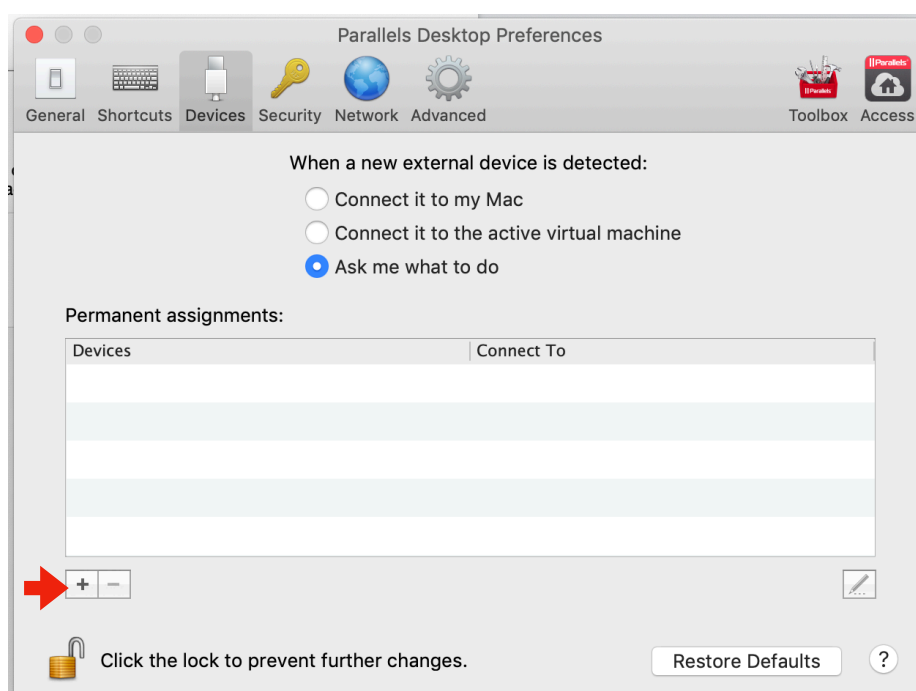 Parallels Desktop Preferences
General Shortcuts Devices Security Network Advanced Toolbox Access
When a new external device is detected:
Connect it to my Mac
Connect it to the active virtual machine
Ask me what to do
Permanent assignments:
Devices Connect To
Click the lock to prevent further changes.
Restore Defaults ?